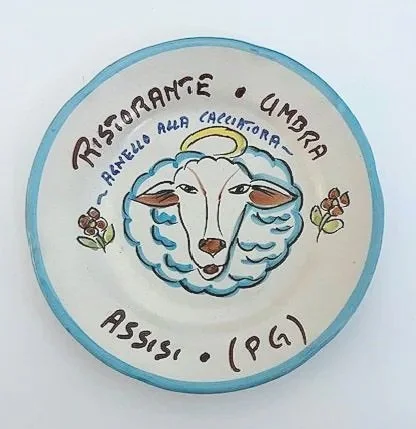 RISTORANTE • UMBRA
~ AGNELLO ALLA CACCIATORA ~
ASSISI • (PG)